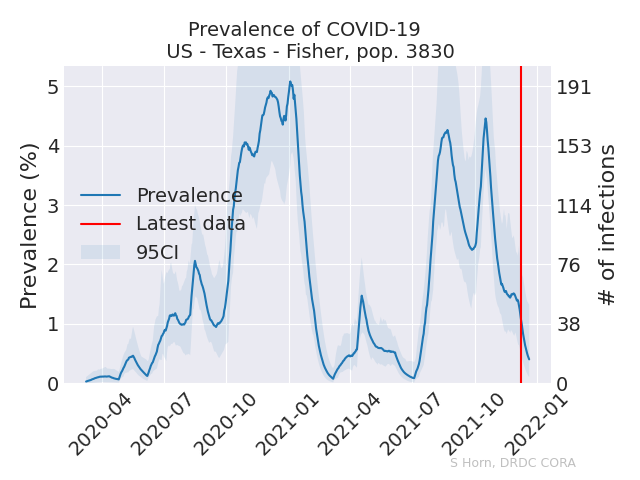 Prevalence of COVID-19
US - Texas - Fisher, pop. 3830
Prevalence (%)
5
4
3
2
1
0
191
153
114
76
38
0
# of infections
Prevalence
Latest data
95CI
2020-04
2020-07
2020-10
2021-01
2021-04
2021-07
2021-10
2022-01
S Horn, DRDC CORA